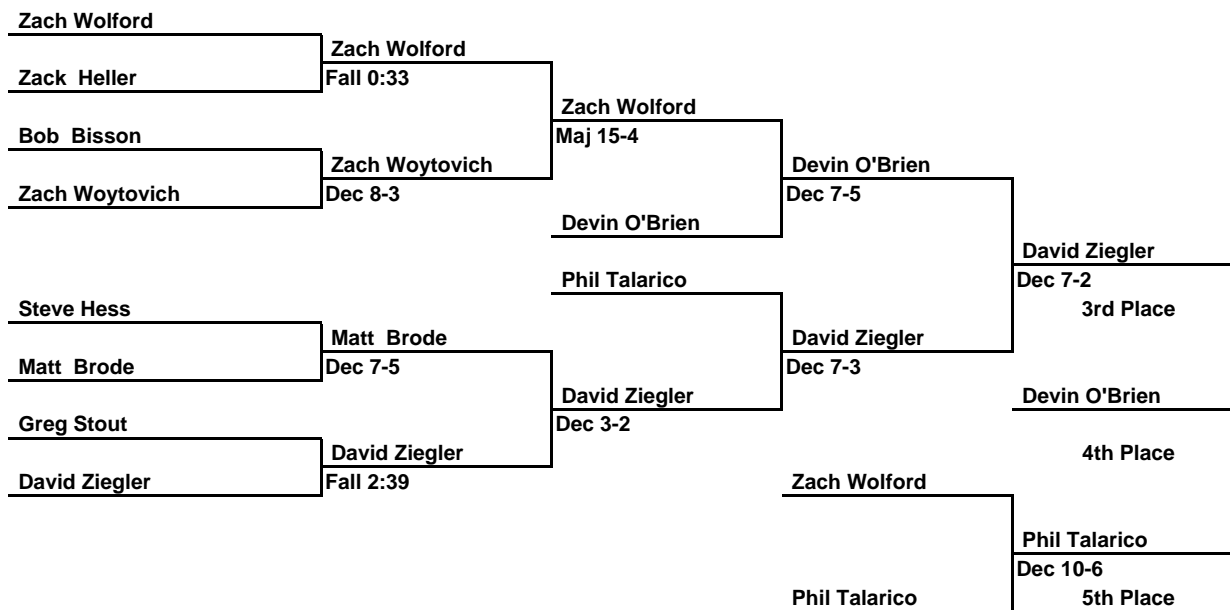 Zach Wolford
Zach Wolford
Zack  Heller
Fall 0:33
Zach Wolford
Bob  Bisson
Maj 15-4
Zach Woytovich
Devin O'Brien
Zach Woytovich
Dec 8-3
Dec 7-5
Devin O'Brien
David Ziegler
Phil Talarico
Dec 7-2
Steve Hess
3rd Place
Matt  Brode
David Ziegler
Matt  Brode
Dec 7-5
Dec 7-3
David Ziegler
Devin O'Brien
Greg Stout
Dec 3-2
David Ziegler
4th Place
David Ziegler
Fall 2:39
Zach Wolford
Phil Talarico
Dec 10-6
Phil Talarico
5th Place